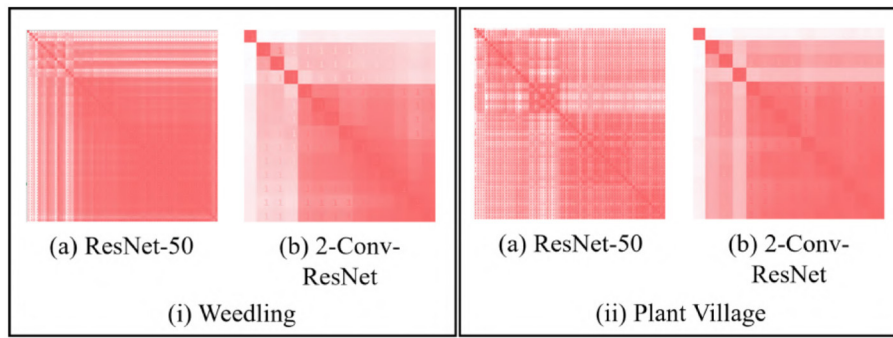 (a) ResNet-50
(b) 2-Conv-
ResNet
(i) Weedling
(a) ResNet-50
(b) 2-Conv-
ResNet
(ii) Plant Village